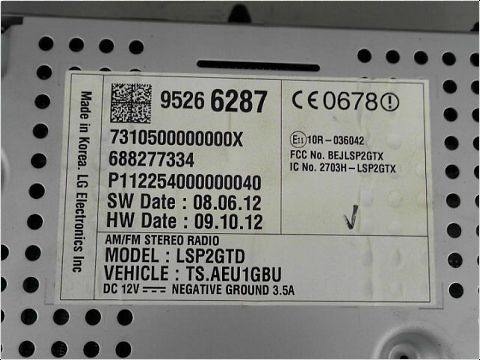 9526 6287
CE0678!
7310500000000X
688277334
P112254000000040
SW Date : 08.06.12
HW Date : 09.10.12
E11 10R-036042
FCC No. BEJLSP2GTX
IC No. 2703H-LSP2GTX
AM/FM STEREO RADIO
MODEL : LSP2GTD
VEHICLE : TS.AEU1GBU
DC 12V NEGATIVE GROUND 3.5A
Made in Korea. LG Electronics Inc